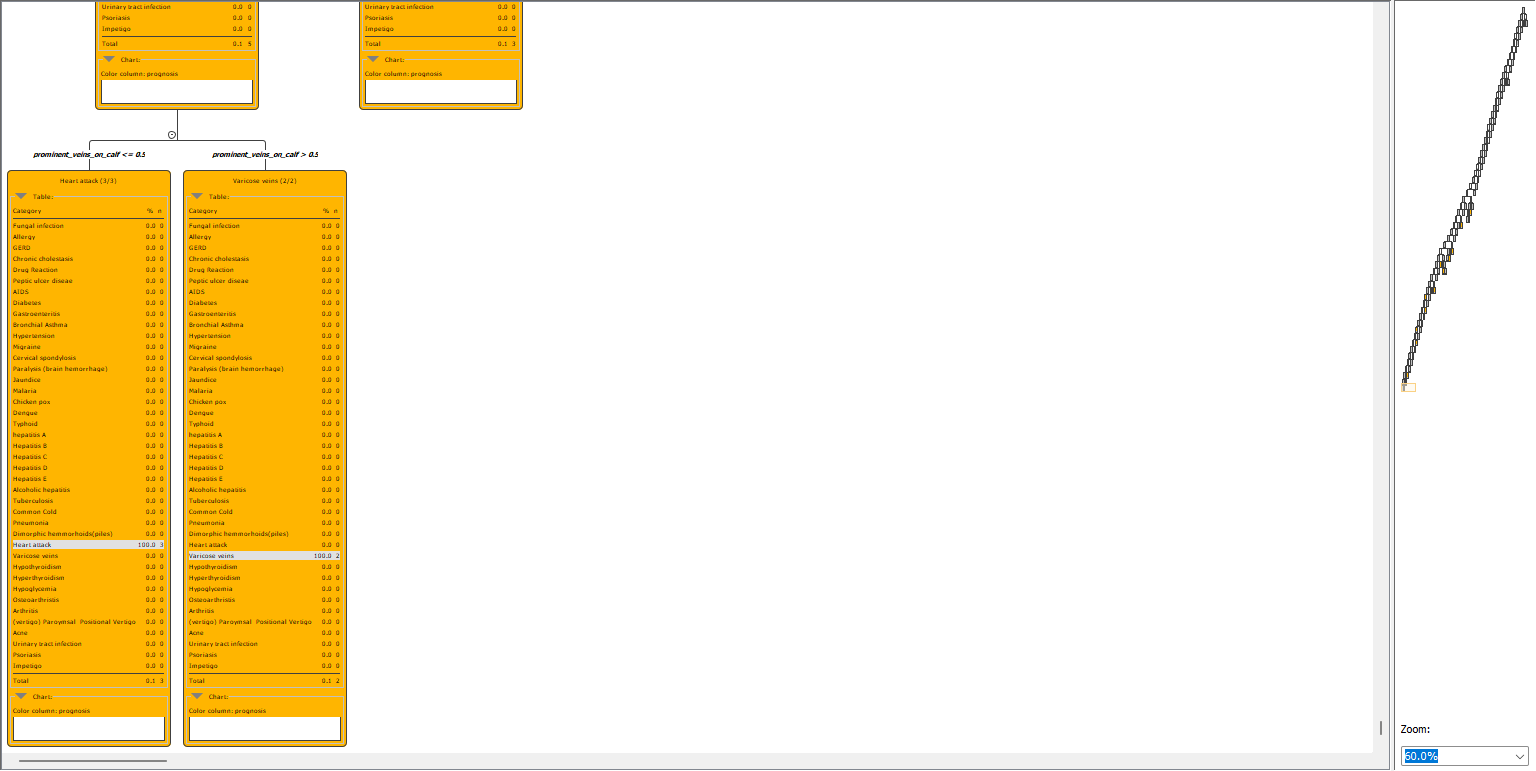 Urinary tract infection 0.0 0
Psoriasis 0.0 0
Impetigo 0.0 0
Total 0.1 5
Chart:
Color column: prognosis
Urinary tract infection 0.0 0
Psoriasis 0.0 0
Impetigo 0.0 0
Total 0.1 3
Chart:
Color column: prognosis
prominent_veins_on_calf <= 0.5
prominent_veins_on_calf > 0.5
Heart attack (3/3)
Table:
Category % n
Fungal infection 0.0 0
Allergy 0.0 0
GERD 0.0 0
Chronic cholestasis 0.0 0
Drug Reaction 0.0 0
Peptic ulcer diseae 0.0 0
AIDS 0.0 0
Diabetes 0.0 0
Gastroenteritis 0.0 0
Bronchial Asthma 0.0 0
Hypertension 0.0 0
Migraine 0.0 0
Cervical spondylosis 0.0 0
Paralysis (brain hemorrhage) 0.0 0
Jaundice 0.0 0
Malaria 0.0 0
Chicken pox 0.0 0
Dengue 0.0 0
Typhoid 0.0 0
hepatitis A 0.0 0
Hepatitis B 0.0 0
Hepatitis C 0.0 0
Hepatitis D 0.0 0
Hepatitis E 0.0 0
Alcoholic hepatitis 0.0 0
Tuberculosis 0.0 0
Common Cold 0.0 0
Pneumonia 0.0 0
Dimorphic hemmorhoids(piles) 0.0 0
Heart attack 100.0 3
Varicose veins 0.0 0
Hypothyroidism 0.0 0
Hyperthyroidism 0.0 0
Hypoglycemia 0.0 0
Osteoarthristis 0.0 0
Arthritis 0.0 0
(vertigo) Paroymsal  Positional Vertigo 0.0 0
Acne 0.0 0
Urinary tract infection 0.0 0
Psoriasis 0.0 0
Impetigo 0.0 0
Total 0.1 3
Chart:
Color column: prognosis
Varicose veins (2/2)
Table:
Category % n
Fungal infection 0.0 0
Allergy 0.0 0
GERD 0.0 0
Chronic cholestasis 0.0 0
Drug Reaction 0.0 0
Peptic ulcer diseae 0.0 0
AIDS 0.0 0
Diabetes 0.0 0
Gastroenteritis 0.0 0
Bronchial Asthma 0.0 0
Hypertension 0.0 0
Migraine 0.0 0
Cervical spondylosis 0.0 0
Paralysis (brain hemorrhage) 0.0 0
Jaundice 0.0 0
Malaria 0.0 0
Chicken pox 0.0 0
Dengue 0.0 0
Typhoid 0.0 0
hepatitis A 0.0 0
Hepatitis B 0.0 0
Hepatitis C 0.0 0
Hepatitis D 0.0 0
Hepatitis E 0.0 0
Alcoholic hepatitis 0.0 0
Tuberculosis 0.0 0
Common Cold 0.0 0
Pneumonia 0.0 0
Dimorphic hemmorhoids(piles) 0.0 0
Heart attack 0.0 0
Varicose veins 100.0 2
Hypothyroidism 0.0 0
Hyperthyroidism 0.0 0
Hypoglycemia 0.0 0
Osteoarthristis 0.0 0
Arthritis 0.0 0
(vertigo) Paroymsal  Positional Vertigo 0.0 0
Acne 0.0 0
Urinary tract infection 0.0 0
Psoriasis 0.0 0
Impetigo 0.0 0
Total 0.1 2
Chart:
Color column: prognosis
Zoom:
60.0%